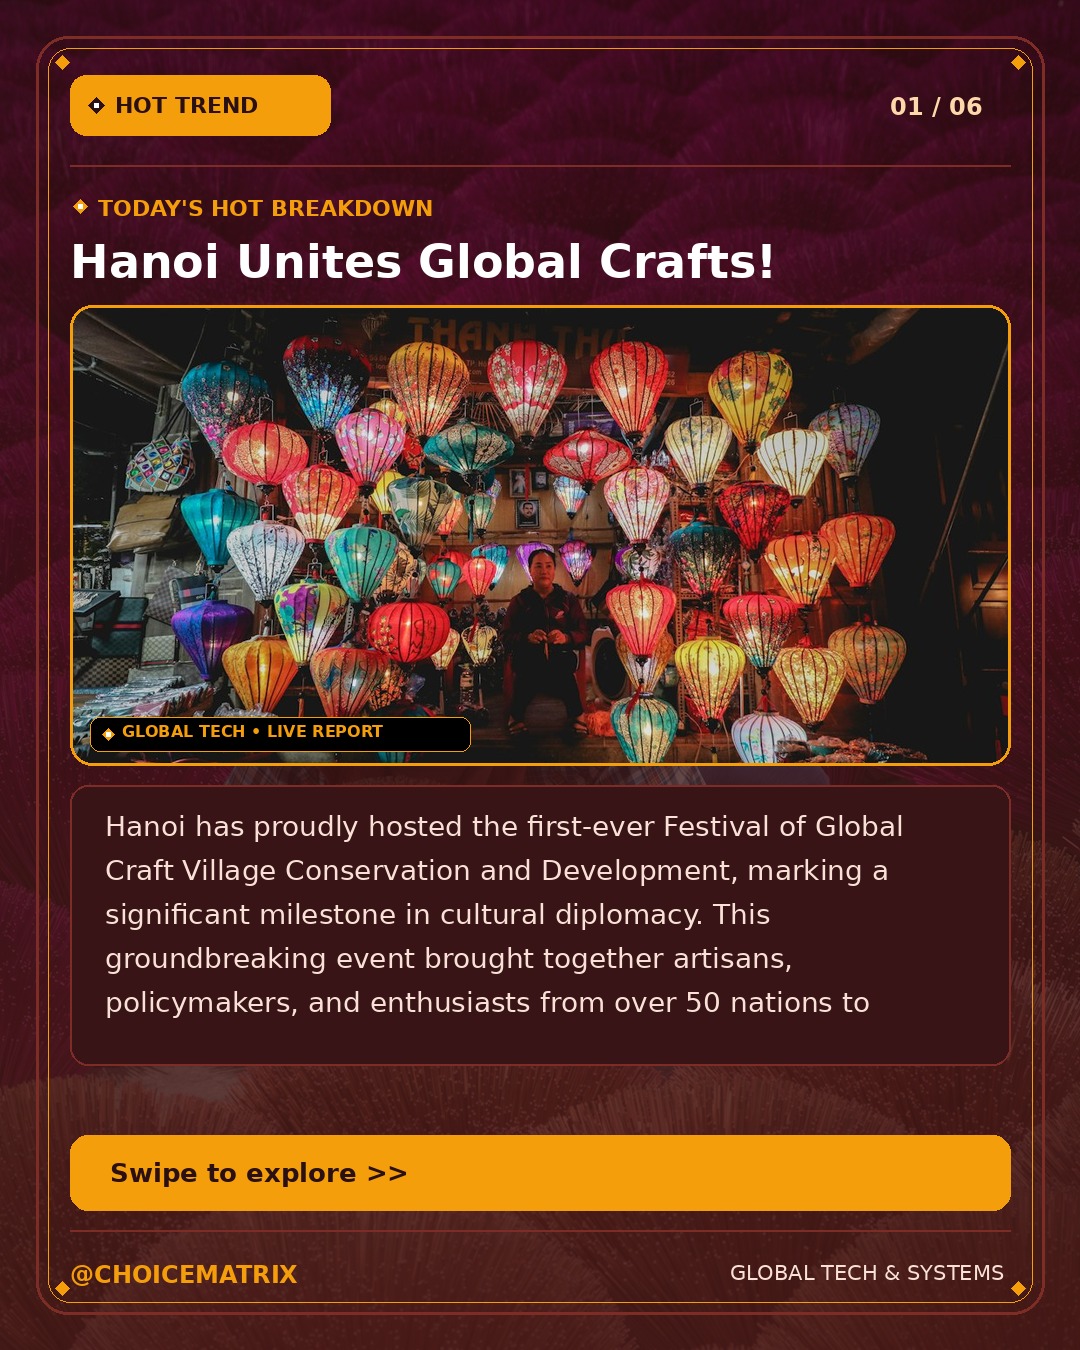 HOT TREND
01 / 06
TODAY'S HOT BREAKDOWN
Hanoi Unites Global Crafts!
THANH THU
GLOBAL TECH • LIVE REPORT
Hanoi has proudly hosted the first-ever Festival of Global
Craft Village Conservation and Development, marking a
significant milestone in cultural diplomacy. This
groundbreaking event brought together artisans,
policymakers, and enthusiasts from over 50 nations to
Swipe to explore >>
@CHOICEMATRIX
GLOBAL TECH & SYSTEMS